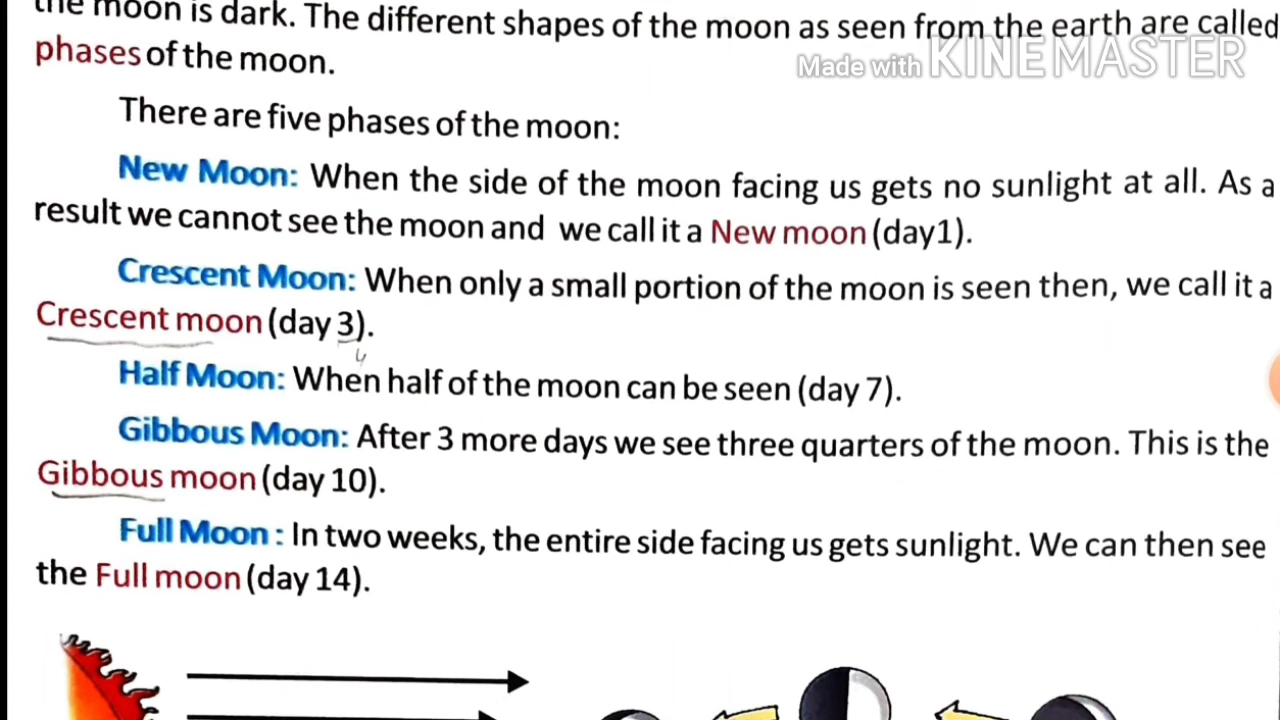 the moon is dark. The different shapes of the moon as seen from the earth are called
Made with KINEMASTER
phases of the moon.
There are five phases of the moon:
New Moon: When the side of the moon facing us gets no sunlight at all. As a
result we cannot see the moon and we call it a New moon (day1).
Crescent Moon: When only a small portion of the moon is seen then, we call it a
Crescent moon (day 3).
4
Half Moon: When half of the moon can be seen (day 7).
Gibbous Moon: After 3 more days we see three quarters of the moon. This is the
Gibbous moon (day 10).
Full Moon : In two weeks, the entire side facing us gets sunlight. We can then see
the Full moon (day 14).